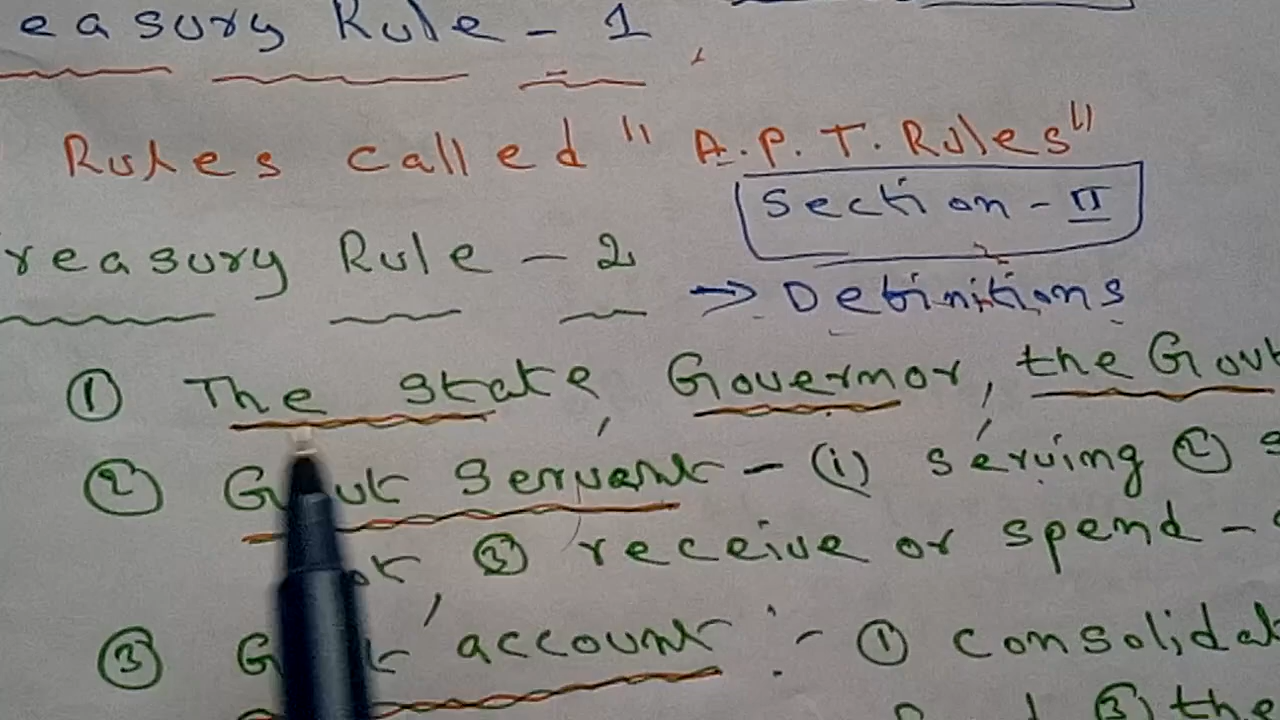 easury Rule - 1
Rules called " A.P.T. Rules"
Section - II
reasury Rule - 2
→ Definitions
① The State, Governor, the Govt
② Govt Servant - (i) serving ②
③ receive or spend -
③ account :- ① consolidat
③) the